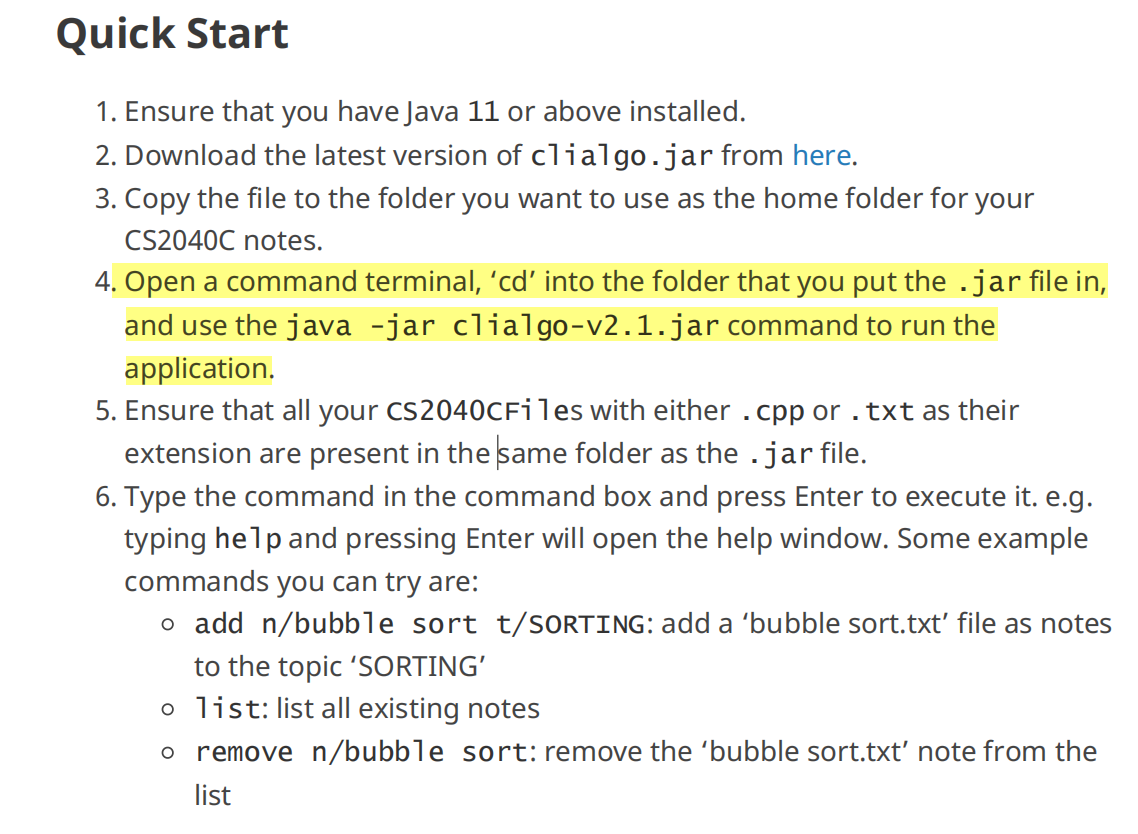 Quick Start
1. Ensure that you have Java 11 or above installed.
2. Download the latest version of clialgo.jar from here.
3. Copy the file to the folder you want to use as the home folder for your
CS2040C notes.
4. Open a command terminal, ‘cd’ into the folder that you put the .jar file in,
and use the java -jar clialgo-v2.1.jar command to run the
application.
5. Ensure that all your CS2040CFiles with either .cpp or .txt as their
extension are present in the same folder as the .jar file.
6. Type the command in the command box and press Enter to execute it. e.g.
typing help and pressing Enter will open the help window. Some example
commands you can try are:
○ add n/bubble sort t/SORTING: add a ‘bubble sort.txt’ file as notes
to the topic ‘SORTING’
○ list: list all existing notes
○ remove n/bubble sort: remove the ‘bubble sort.txt’ note from the
list